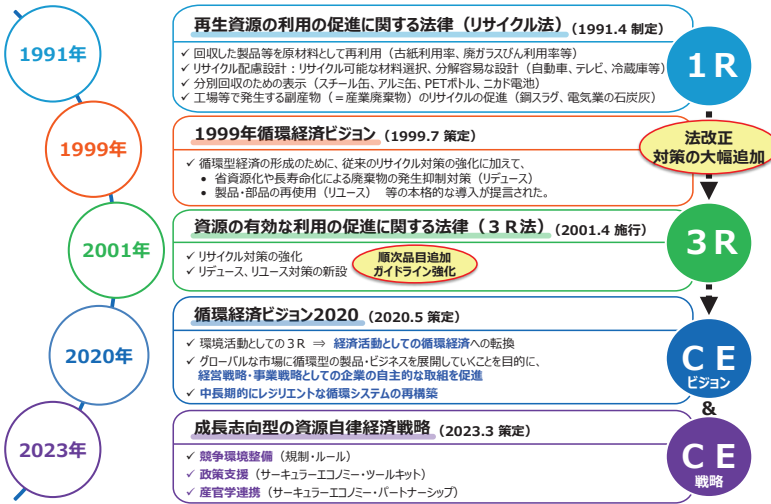 1991年
再生資源の利用の促進に関する法律（リサイクル法）（1991.4 制定）
✓ 回収した製品等を原材料として再利用（古紙利用率、廃ガラスびん利用率等）
✓ リサイクル配慮設計：リサイクル可能な材料選択、分解容易な設計（自動車、テレビ、冷蔵庫等）
✓ 分別回収のための表示（スチール缶、アルミ缶、PETボトル、ニカド電池）
✓ 工場等で発生する副産物（＝産業廃棄物）のリサイクルの促進（鋼スラグ、電気業の石炭灰）
１R
1999年
1999年循環経済ビジョン（1999.7 策定）
✓ 循環型経済の形成のために、従来のリサイクル対策の強化に加えて、
• 省資源化や長寿命化による廃棄物の発生抑制対策（リデュース）
• 製品・部品の再使用（リユース） 等の本格的な導入が提言された。
法改正
対策の大幅追加
2001年
資源の有効な利用の促進に関する法律（３R法）（2001.4 施行）
✓ リサイクル対策の強化
✓ リデュース、リユース対策の新設
順次品目追加
ガイドライン強化
３R
2020年
循環経済ビジョン2020（2020.5 策定）
✓ 環境活動としての３R ⇒ 経済活動としての循環経済への転換
✓ グローバルな市場に循環型の製品・ビジネスを展開していくことを目的に、
経営戦略・事業戦略としての企業の自主的な取組を促進
✓ 中長期的にレジリエントな循環システムの再構築
ＣＥ
ビジョン
&
2023年
成長志向型の資源自律経済戦略（2023.3 策定）
✓ 競争環境整備（規制・ルール）
✓ 政策支援（サーキュラーエコノミー・ツールキット）
✓ 産官学連携（サーキュラーエコノミー・パートナーシップ）
ＣＥ
戦略